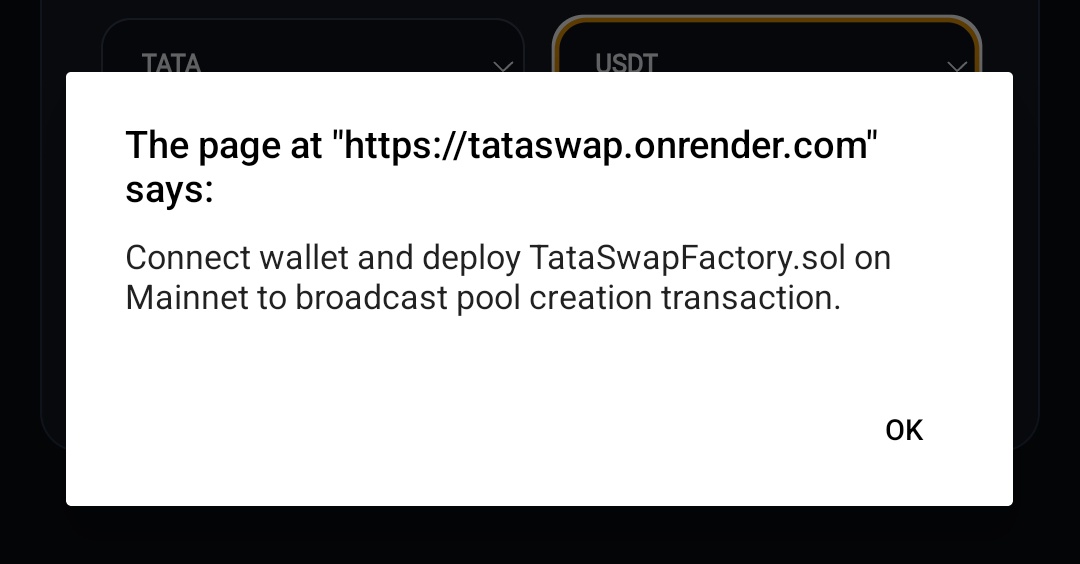 TATA
USDT
The page at "https://tataswap.onrender.com"
says:
Connect wallet and deploy TataSwapFactory.sol on
Mainnet to broadcast pool creation transaction.
OK